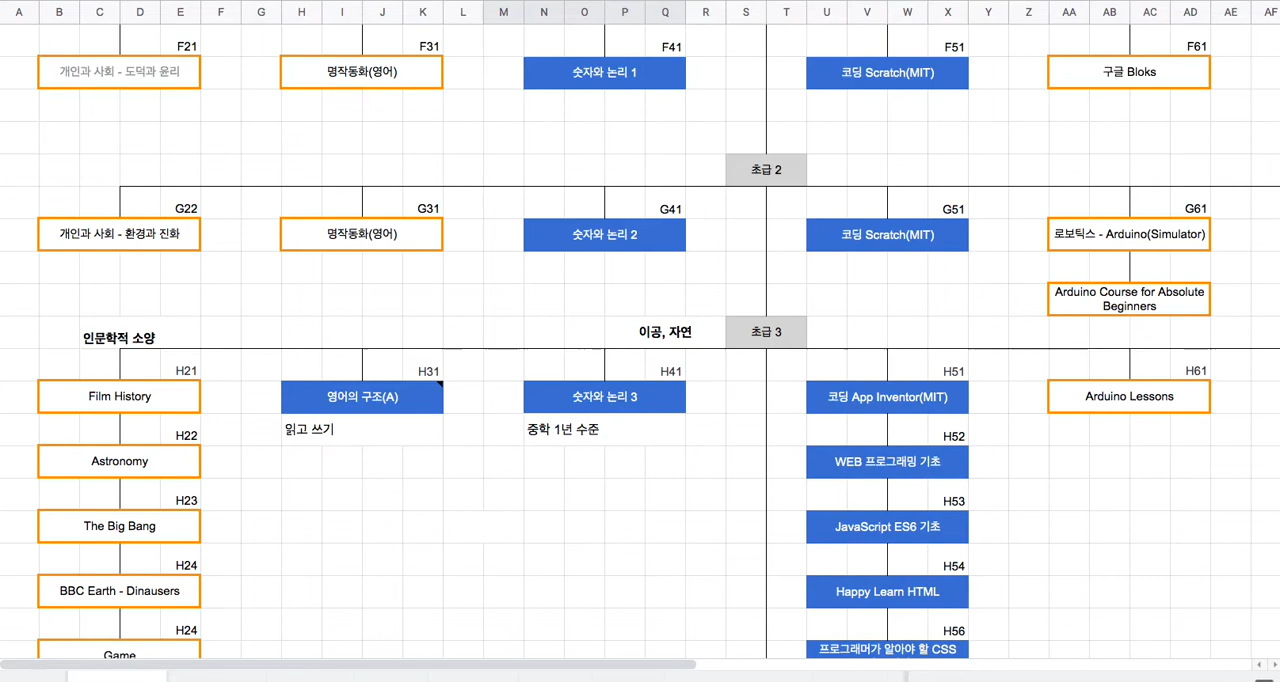 A B C D E F G H I J K L M N O P Q R S T U V W X Y Z AA AB AC AD AE AF
F21 F31 F41 F51 F61
개인과 사회 - 도덕과 윤리 명작동화(영어) 숫자와 논리 1 코딩 Scratch(MIT) 구글 Bloks
초급 2
G22 G31 G41 G51 G61
개인과 사회 - 환경과 진화 명작동화(영어) 숫자와 논리 2 코딩 Scratch(MIT) 로보틱스 - Arduino(Simulator)
Arduino Course for Absolute
Beginners
인문학적 소양 이공, 자연 초급 3
H21 H31 H41 H51 H61
Film History 영어의 구조(A) 숫자와 논리 3 코딩 App Inventor(MIT) Arduino Lessons
읽고 쓰기 중학 1년 수준
H22 H52
Astronomy WEB 프로그래밍 기초
H23 H53
The Big Bang JavaScript ES6 기초
H24 H54
BBC Earth - Dinausers Happy Learn HTML
H24 H56
Game 프로그래머가 알아야 할 CSS